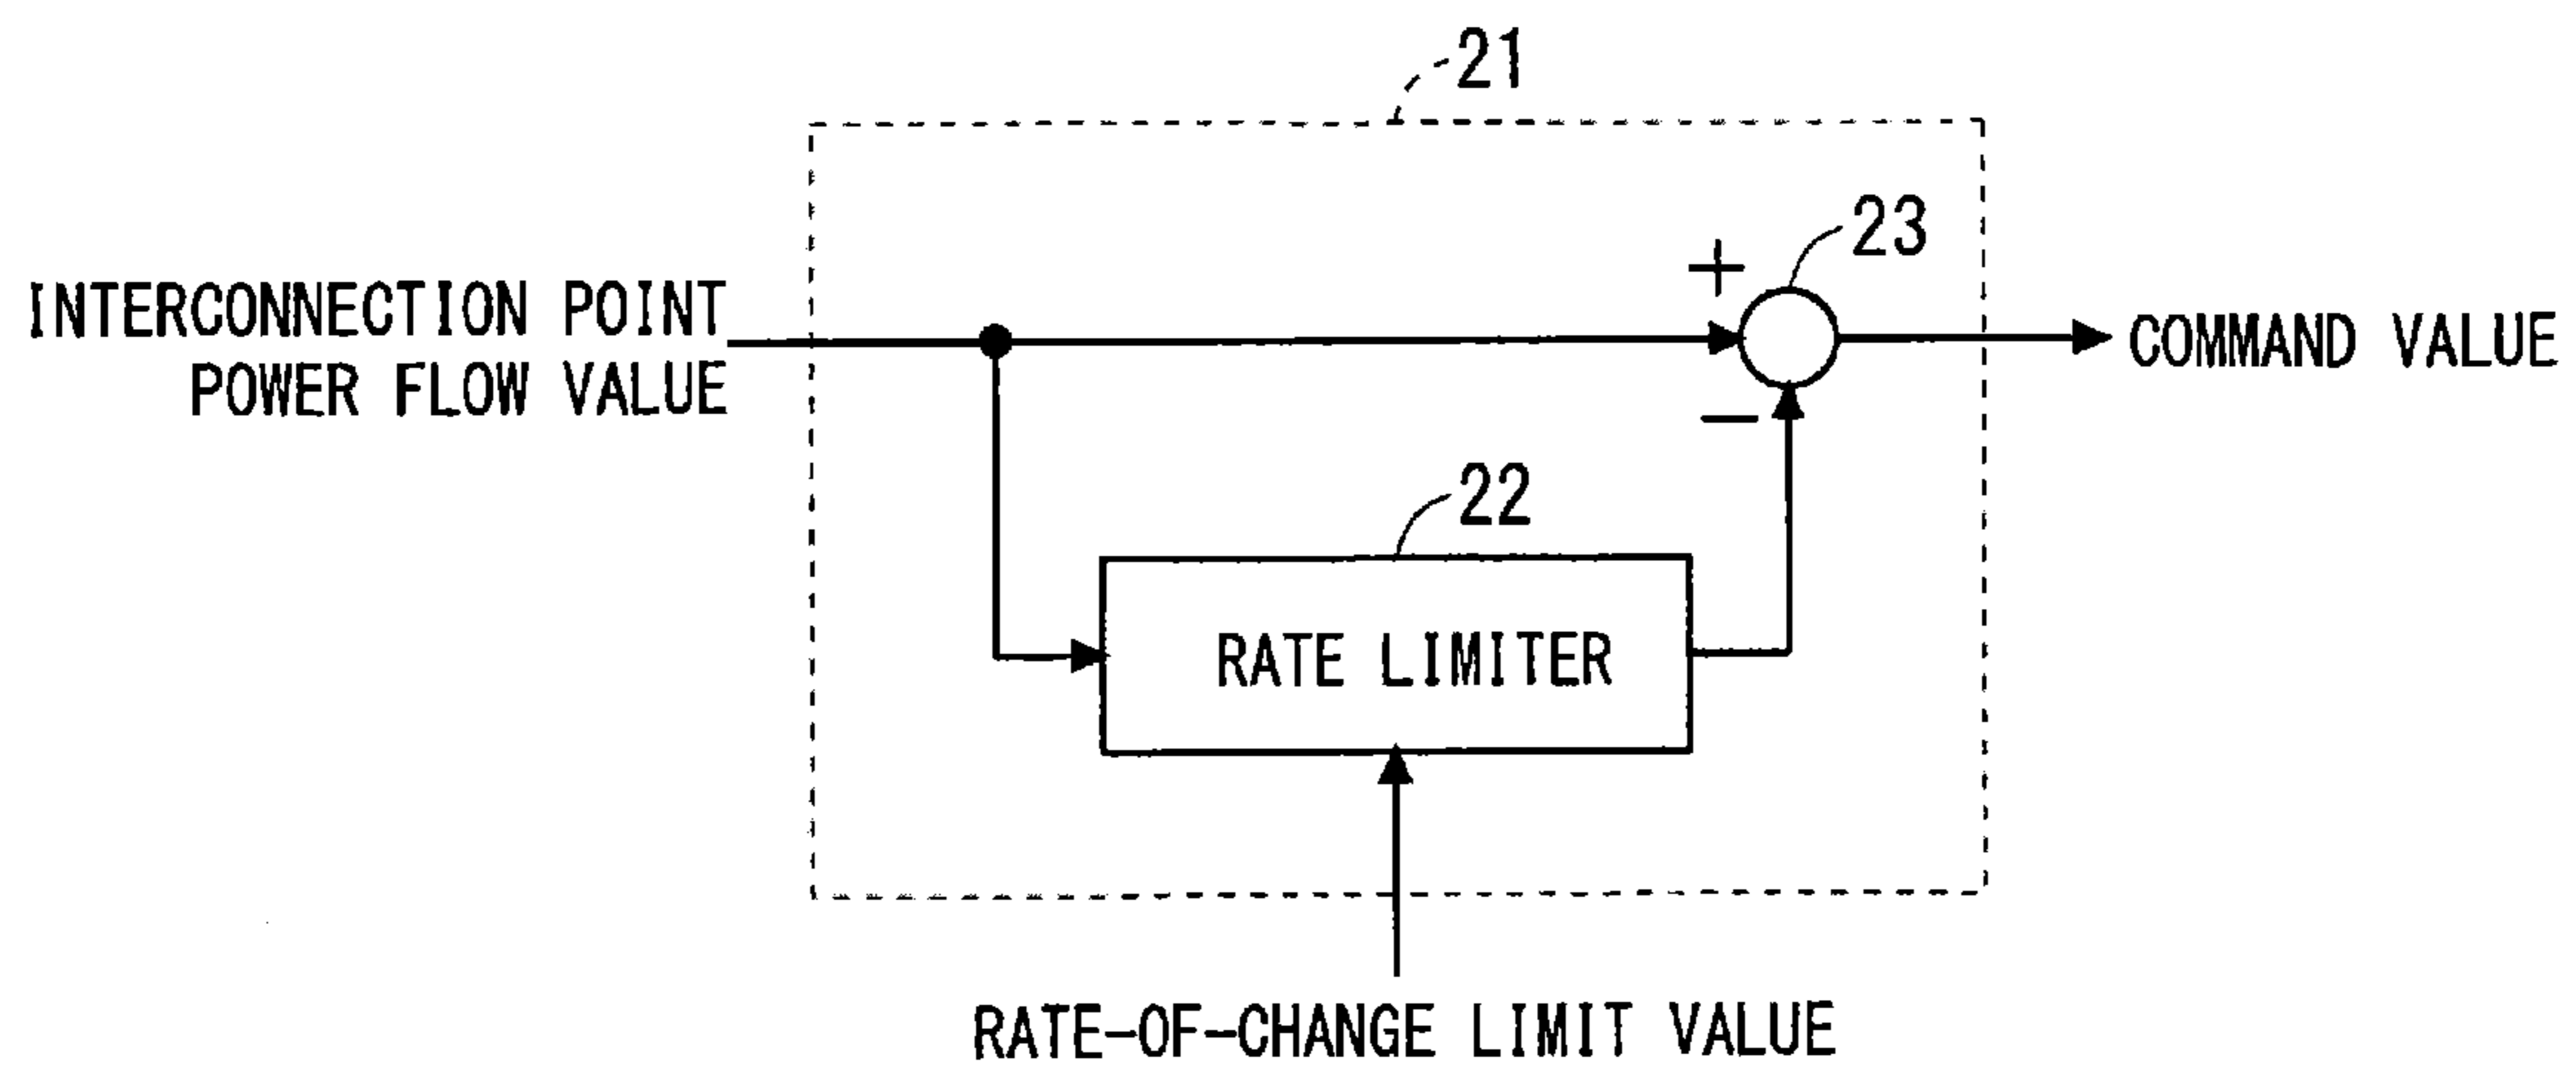 21
23
+
INTERCONNECTION POINT
POWER FLOW VALUE
COMMAND VALUE
−
22
RATE LIMITER
RATE-OF-CHANGE LIMIT VALUE